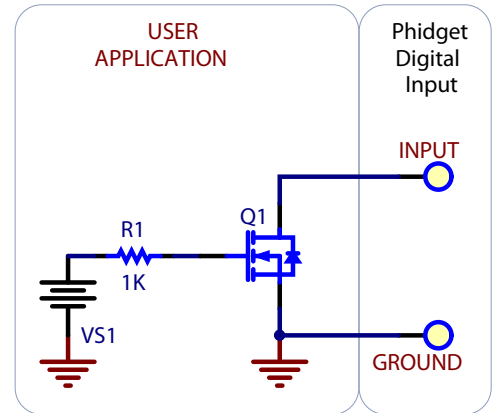 USER
APPLICATION
Phidget
Digital
Input
INPUT
Q1
R1
1K
VS1
GROUND